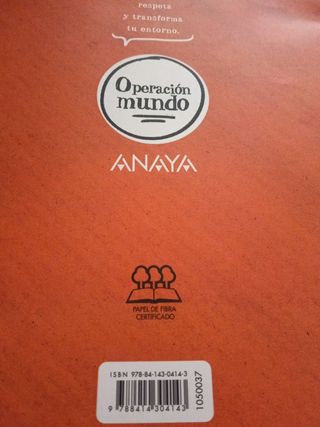 respeta
y transforma
tu entorno.
Operación
mundo
ANAYA
PAPEL DE FIBRA
CERTIFICADO
ISBN 978-84-143-0414-3
9 788414 304143
1050037